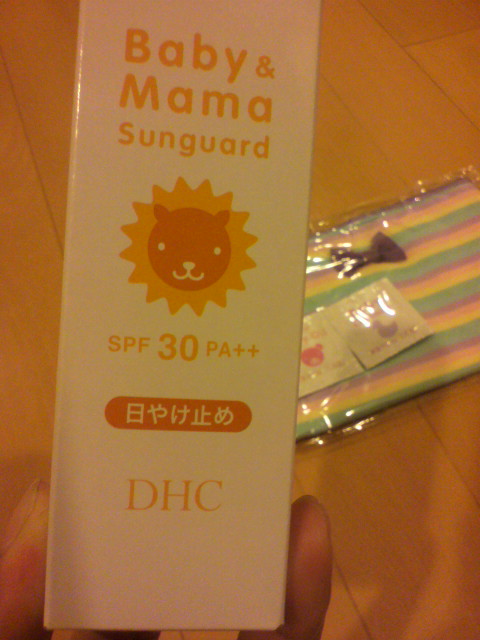 Baby &
Mama
Sunguard
SPF 30 PA++
日やけ止め
DHC